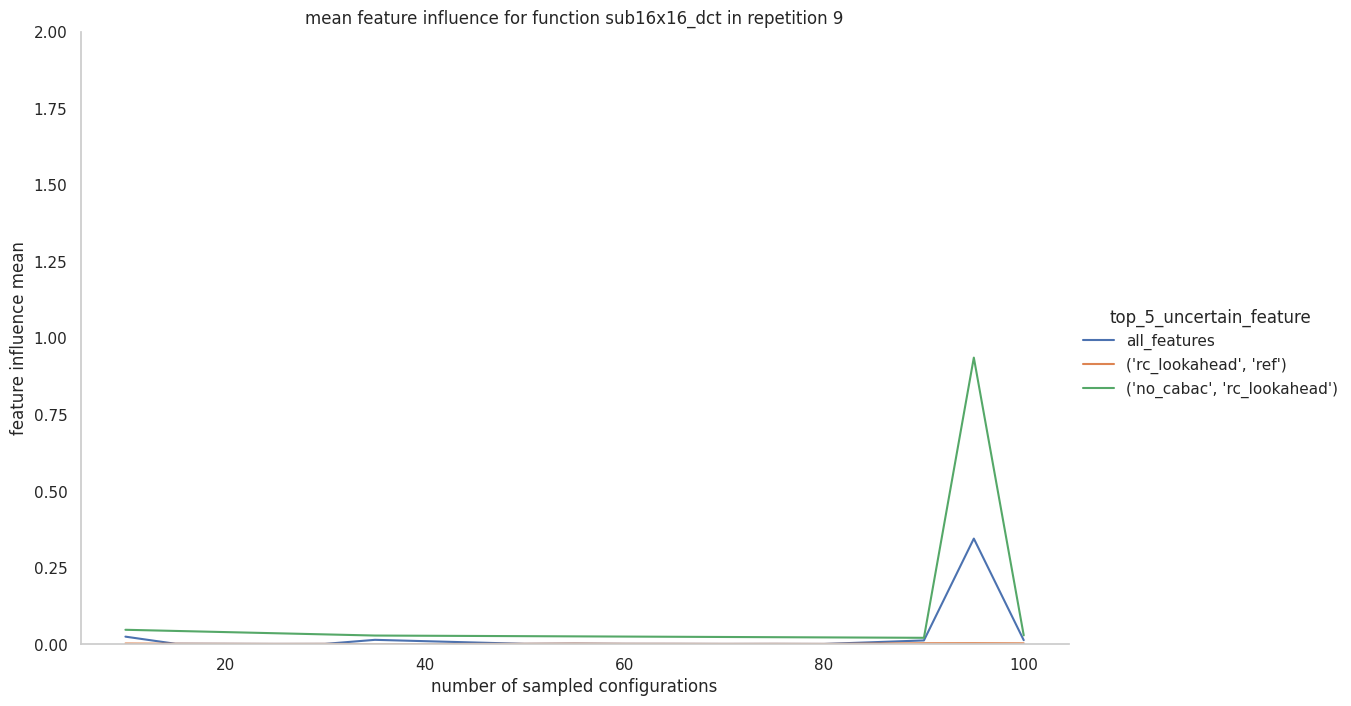 mean feature influence for function sub16x16_dct in repetition 9
2.00
1.75
1.50
1.25
1.00
0.75
0.50
0.25
0.00
feature influence mean
20 40 60 80 100
number of sampled configurations
top_5_uncertain_feature
all_features
('rc_lookahead', 'ref')
('no_cabac', 'rc_lookahead')